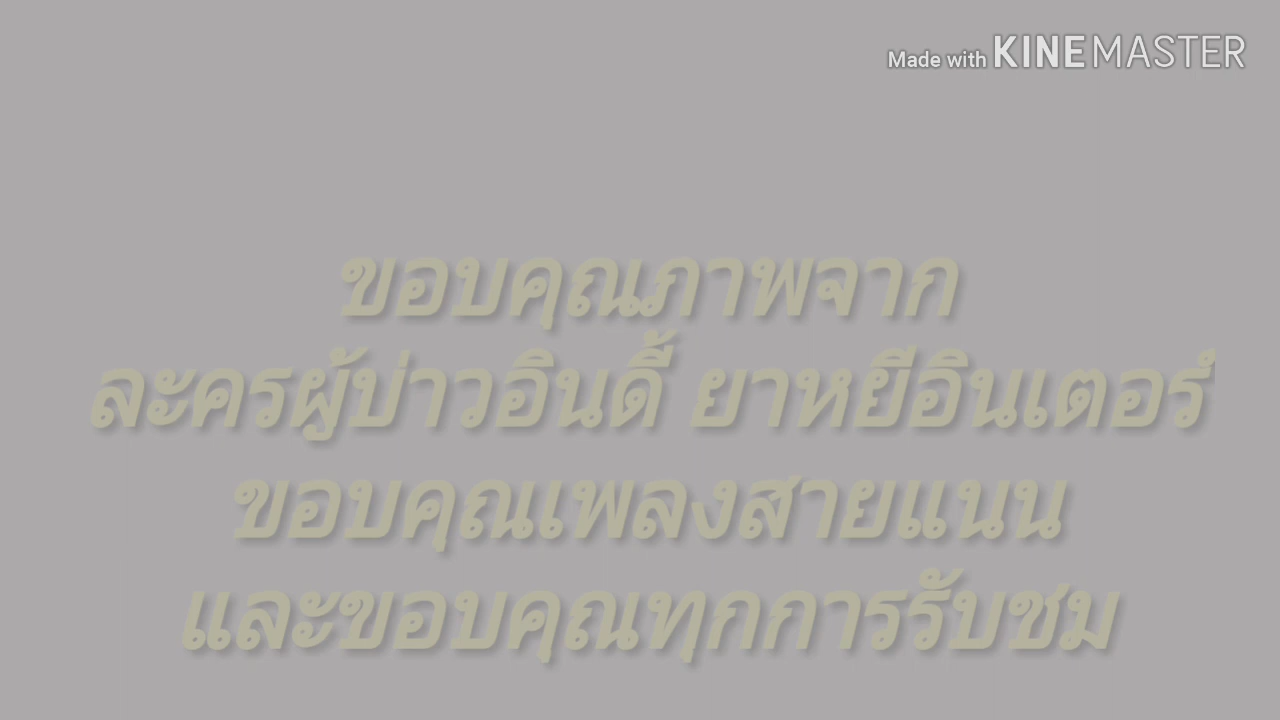 Made with KINEMASTER
ขอบคุณภาพจาก
ละครผู้บ่าวอินดี้ ยาหยีอินเตอร์
ขอบคุณเพลงสายแนน
และขอบคุณทุกการรับชม